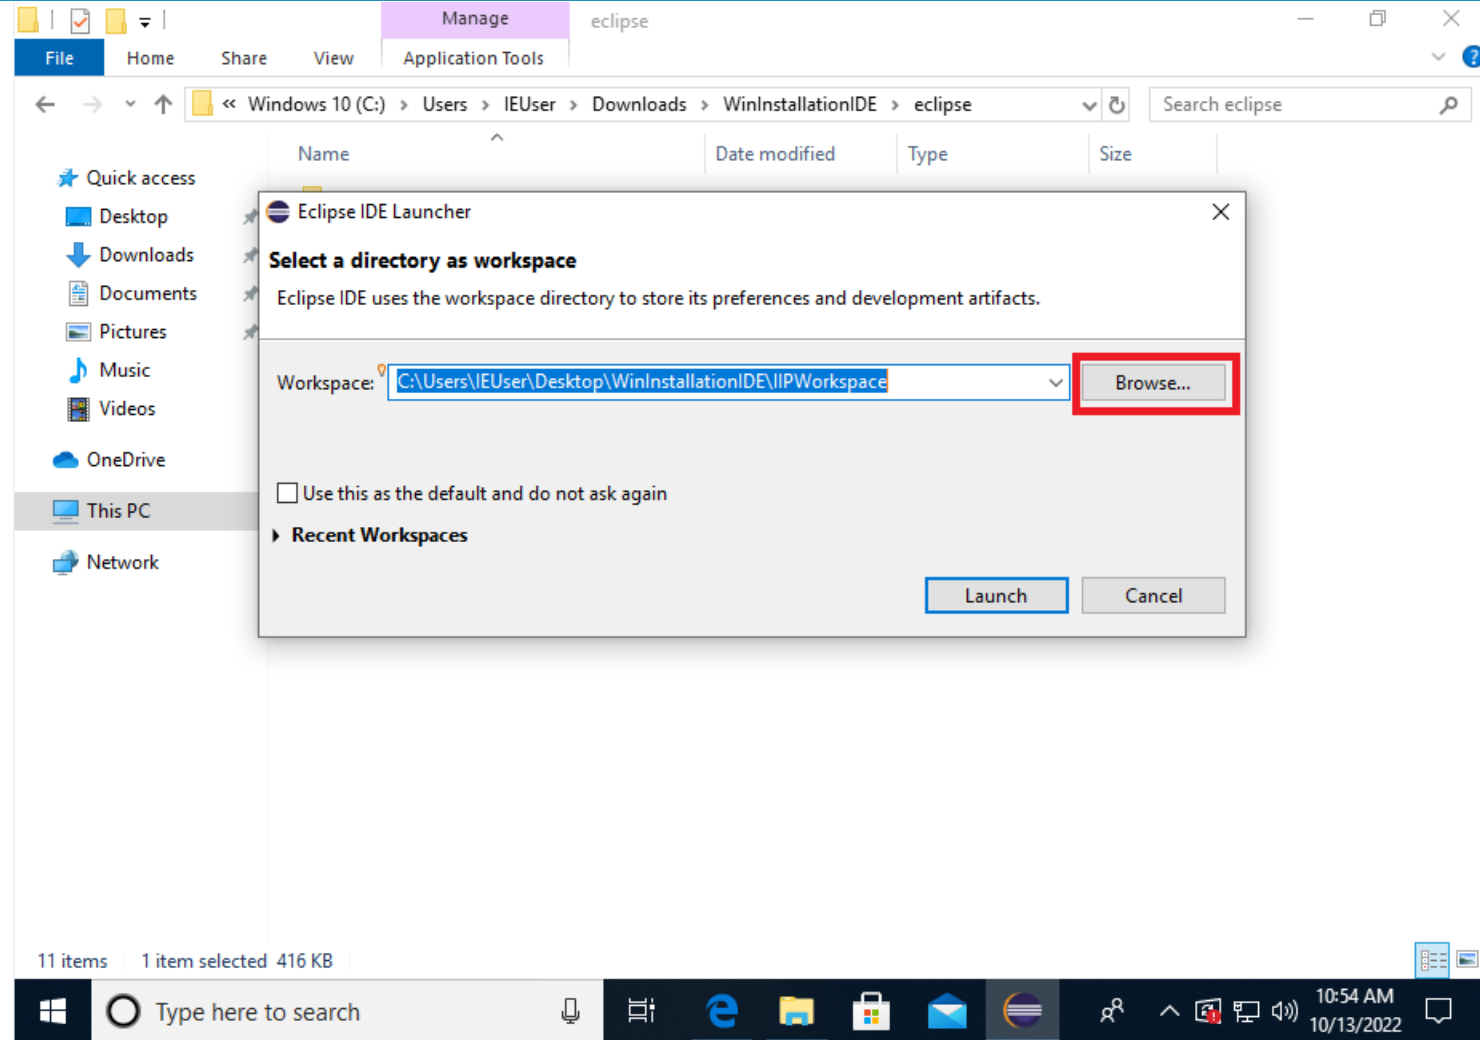 Manage
eclipse
File
Home
Share
View
Application Tools
?
« Windows 10 (C:) > Users > IEUser > Downloads > WinInstallationIDE > eclipse
Search eclipse
Name
Date modified
Type
Size
Quick access
Desktop
Downloads
Documents
Pictures
Music
Videos
OneDrive
This PC
Network
Eclipse IDE Launcher
Select a directory as workspace
Eclipse IDE uses the workspace directory to store its preferences and development artifacts.
Workspace:
C:\Users\IEUser\Desktop\WinInstallationIDE\IIPWorkspace
Browse...
Use this as the default and do not ask again
Recent Workspaces
Launch
Cancel
11 items
1 item selected 416 KB
Type here to search
10:54 AM
10/13/2022